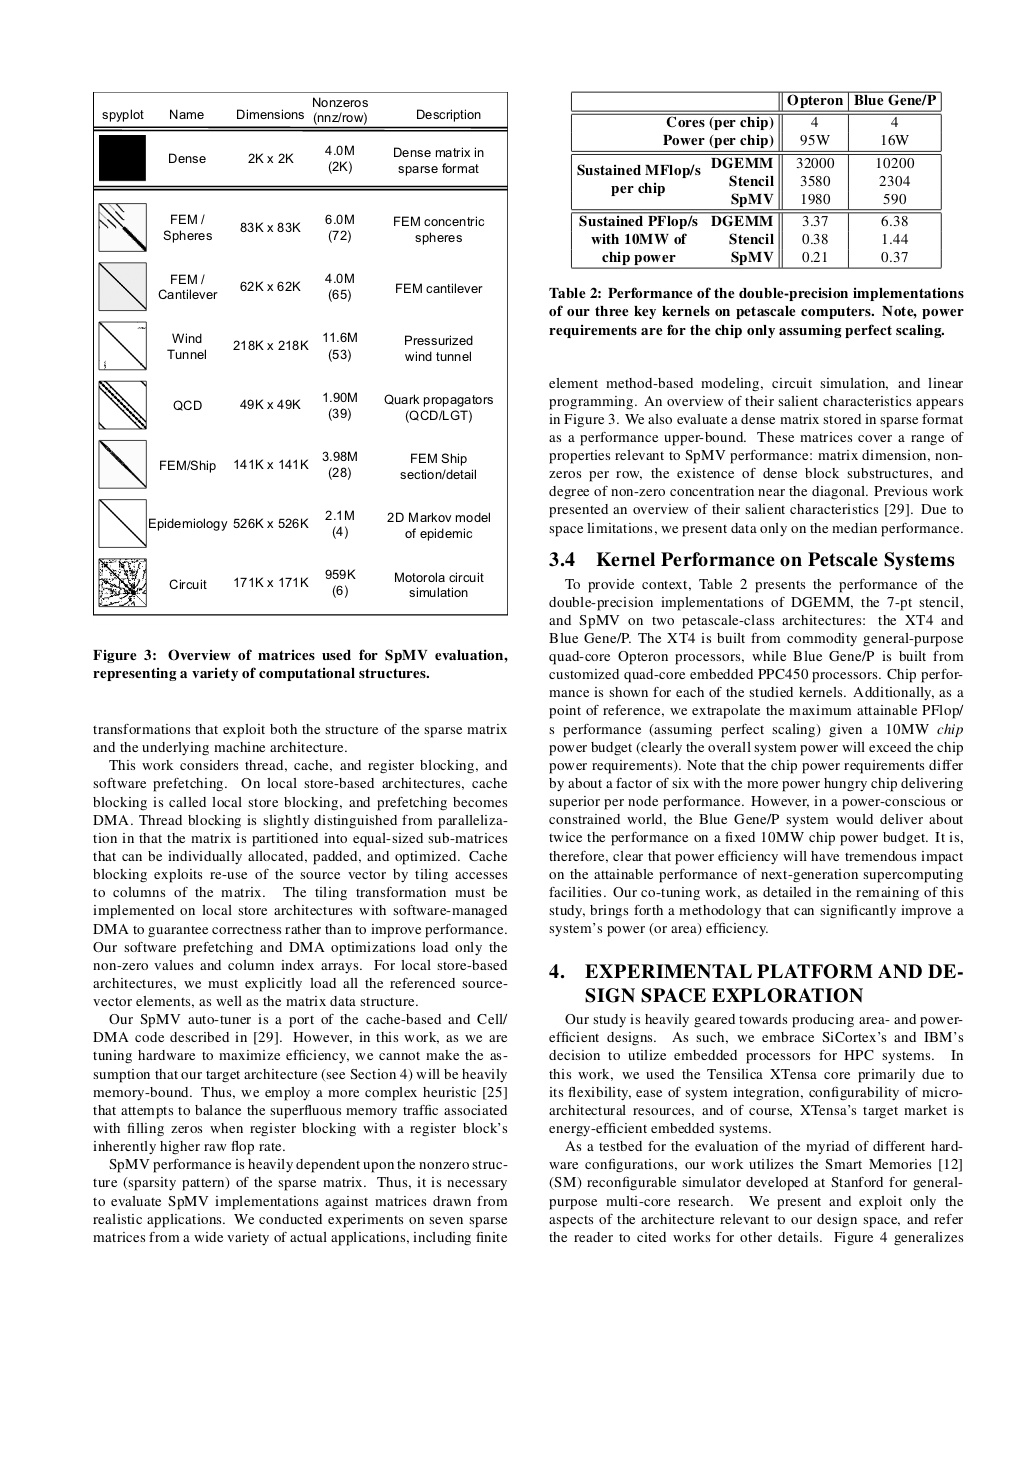 spyplot Name Dimensions Nonzeros (nnz/row) Description
Dense 2K x 2K 4.0M (2K) Dense matrix in sparse format
FEM / Spheres 83K x 83K 6.0M (72) FEM concentric spheres
FEM / Cantilever 62K x 62K 4.0M (65) FEM cantilever
Wind Tunnel 218K x 218K 11.6M (53) Pressurized wind tunnel
QCD 49K x 49K 1.90M (39) Quark propagators (QCD/LGT)
FEM/Ship 141K x 141K 3.98M (28) FEM Ship section/detail
Epidemiology 526K x 526K 2.1M (4) 2D Markov model of epidemic
Circuit 171K x 171K 959K (6) Motorola circuit simulation
Figure 3: Overview of matrices used for SpMV evaluation,
representing a variety of computational structures.
transformations that exploit both the structure of the sparse matrix
and the underlying machine architecture.
This work considers thread, cache, and register blocking, and
software prefetching. On local store-based architectures, cache
blocking is called local store blocking, and prefetching becomes
DMA. Thread blocking is slightly distinguished from paralleliza-
tion in that the matrix is partitioned into equal-sized sub-matrices
that can be individually allocated, padded, and optimized. Cache
blocking exploits re-use of the source vector by tiling accesses
to columns of the matrix. The tiling transformation must be
implemented on local store architectures with software-managed
DMA to guarantee correctness rather than to improve performance.
Our software prefetching and DMA optimizations load only the
non-zero values and column index arrays. For local store-based
architectures, we must explicitly load all the referenced source-
vector elements, as well as the matrix data structure.
Our SpMV auto-tuner is a port of the cache-based and Cell/
DMA code described in [29]. However, in this work, as we are
tuning hardware to maximize efficiency, we cannot make the as-
sumption that our target architecture (see Section 4) will be heavily
memory-bound. Thus, we employ a more complex heuristic [25]
that attempts to balance the superfluous memory traffic associated
with filling zeros when register blocking with a register block's
inherently higher raw flop rate.
SpMV performance is heavily dependent upon the nonzero struc-
ture (sparsity pattern) of the sparse matrix. Thus, it is necessary
to evaluate SpMV implementations against matrices drawn from
realistic applications. We conducted experiments on seven sparse
matrices from a wide variety of actual applications, including finite
Opteron Blue Gene/P
Cores (per chip) 4 4
Power (per chip) 95W 16W
Sustained MFlop/s per chip DGEMM 32000 10200
Stencil 3580 2304
SpMV 1980 590
Sustained PFlop/s DGEMM 3.37 6.38
with 10MW of Stencil 0.38 1.44
chip power SpMV 0.21 0.37
Table 2: Performance of the double-precision implementations
of our three key kernels on petascale computers. Note, power
requirements are for the chip only assuming perfect scaling.
element method-based modeling, circuit simulation, and linear
programming. An overview of their salient characteristics appears
in Figure 3. We also evaluate a dense matrix stored in sparse format
as a performance upper-bound. These matrices cover a range of
properties relevant to SpMV performance: matrix dimension, non-
zeros per row, the existence of dense block substructures, and
degree of non-zero concentration near the diagonal. Previous work
presented an overview of their salient characteristics [29]. Due to
space limitations, we present data only on the median performance.
3.4 Kernel Performance on Petscale Systems
To provide context, Table 2 presents the performance of the
double-precision implementations of DGEMM, the 7-pt stencil,
and SpMV on two petascale-class architectures: the XT4 and
Blue Gene/P. The XT4 is built from commodity general-purpose
quad-core Opteron processors, while Blue Gene/P is built from
customized quad-core embedded PPC450 processors. Chip perfor-
mance is shown for each of the studied kernels. Additionally, as a
point of reference, we extrapolate the maximum attainable PFlop/
s performance (assuming perfect scaling) given a 10MW chip
power budget (clearly the overall system power will exceed the chip
power requirements). Note that the chip power requirements differ
by about a factor of six with the more power hungry chip delivering
superior per node performance. However, in a power-conscious or
constrained world, the Blue Gene/P system would deliver about
twice the performance on a fixed 10MW chip power budget. It is,
therefore, clear that power efficiency will have tremendous impact
on the attainable performance of next-generation supercomputing
facilities. Our co-tuning work, as detailed in the remaining of this
study, brings forth a methodology that can significantly improve a
system's power (or area) efficiency.
4. EXPERIMENTAL PLATFORM AND DE-
SIGN SPACE EXPLORATION
Our study is heavily geared towards producing area- and power-
efficient designs. As such, we embrace SiCortex's and IBM's
decision to utilize embedded processors for HPC systems. In
this work, we used the Tensilica XTensa core primarily due to
its flexibility, ease of system integration, configurability of micro-
architectural resources, and of course, XTensa's target market is
energy-efficient embedded systems.
As a testbed for the evaluation of the myriad of different hard-
ware configurations, our work utilizes the Smart Memories [12]
(SM) reconfigurable simulator developed at Stanford for general-
purpose multi-core research. We present and exploit only the
aspects of the architecture relevant to our design space, and refer
the reader to cited works for other details. Figure 4 generalizes